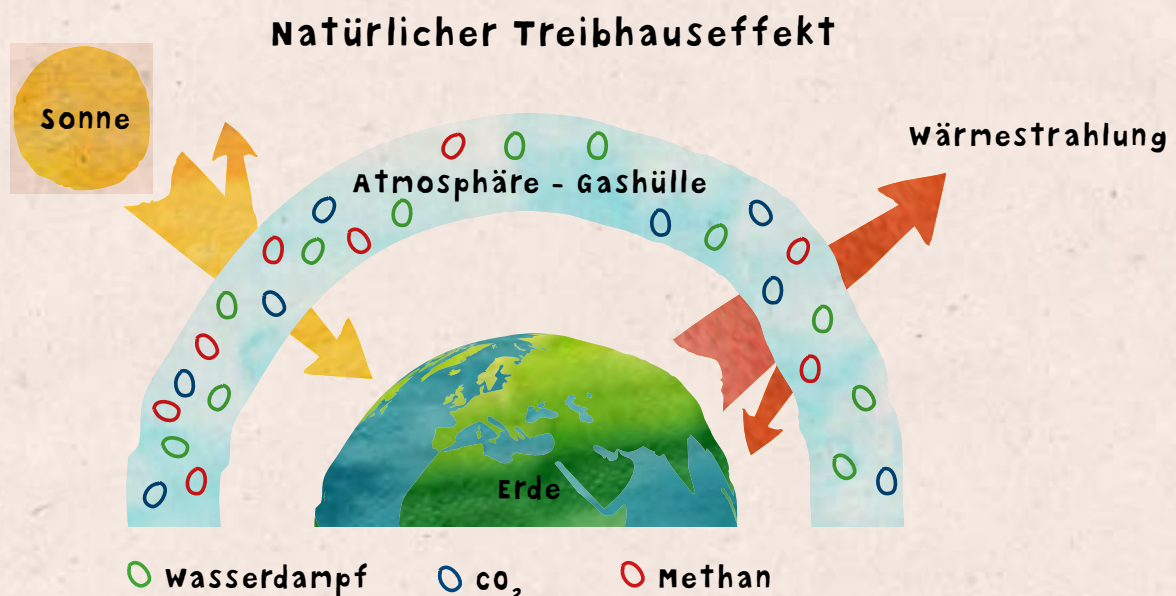 Natürlicher Treibhauseffekt
Sonne
Wärmestrahlung
Atmosphäre - Gashülle
Erde
Wasserdampf
CO₂
Methan